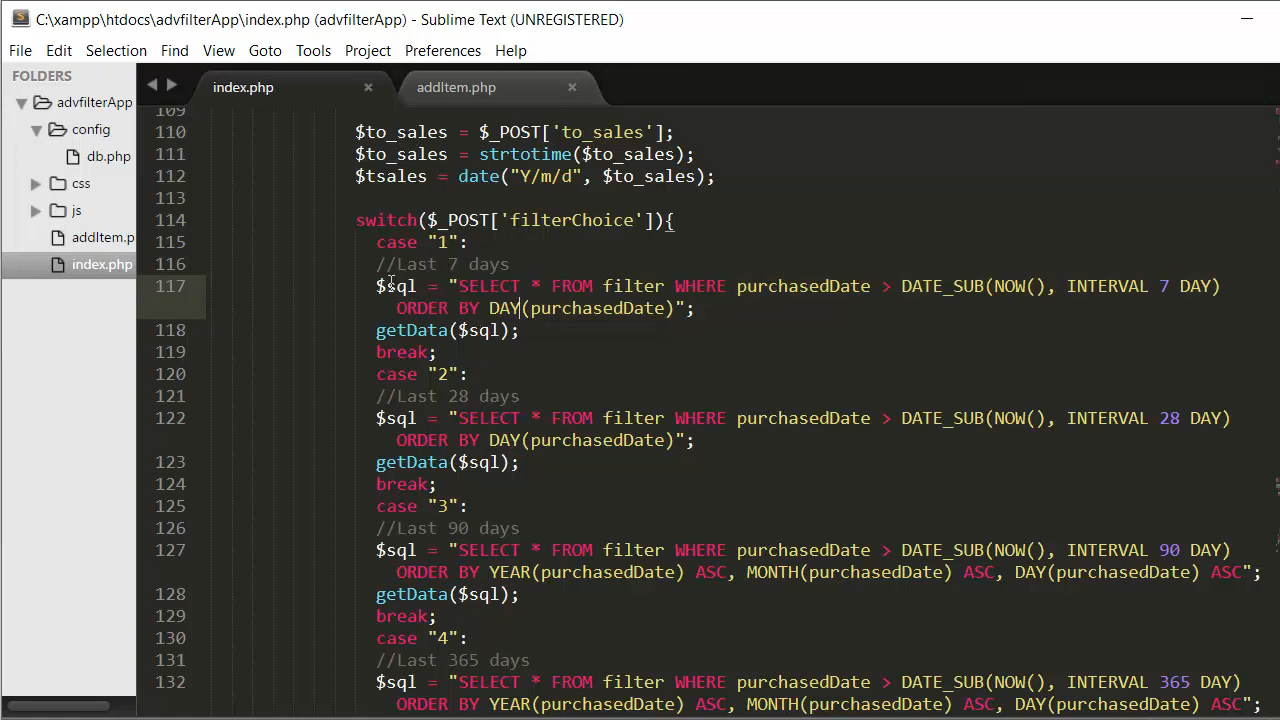 C:\xampp\htdocs\advfilterApp\index.php (advfilterApp) - Sublime Text (UNREGISTERED)
File Edit Selection Find View Goto Tools Project Preferences Help
FOLDERS
advfilterApp
config
db.php
css
js
addItem.p
index.php
index.php × addItem.php ×
109
110 $to_sales = $_POST['to_sales'];
111 $to_sales = strtotime($to_sales);
112 $tsales = date("Y/m/d", $to_sales);
113
114 switch($_POST['filterChoice']){
115 case "1":
116 //Last 7 days
117 $sql = "SELECT * FROM filter WHERE purchasedDate > DATE_SUB(NOW(), INTERVAL 7 DAY)
ORDER BY DAY(purchasedDate)";
118 getData($sql);
119 break;
120 case "2":
121 //Last 28 days
122 $sql = "SELECT * FROM filter WHERE purchasedDate > DATE_SUB(NOW(), INTERVAL 28 DAY)
ORDER BY DAY(purchasedDate)";
123 getData($sql);
124 break;
125 case "3":
126 //Last 90 days
127 $sql = "SELECT * FROM filter WHERE purchasedDate > DATE_SUB(NOW(), INTERVAL 90 DAY)
ORDER BY YEAR(purchasedDate) ASC, MONTH(purchasedDate) ASC, DAY(purchasedDate) ASC";
128 getData($sql);
129 break;
130 case "4":
131 //Last 365 days
132 $sql = "SELECT * FROM filter WHERE purchasedDate > DATE_SUB(NOW(), INTERVAL 365 DAY)
ORDER BY YEAR(purchasedDate) ASC, MONTH(purchasedDate) ASC, DAY(purchasedDate) ASC";